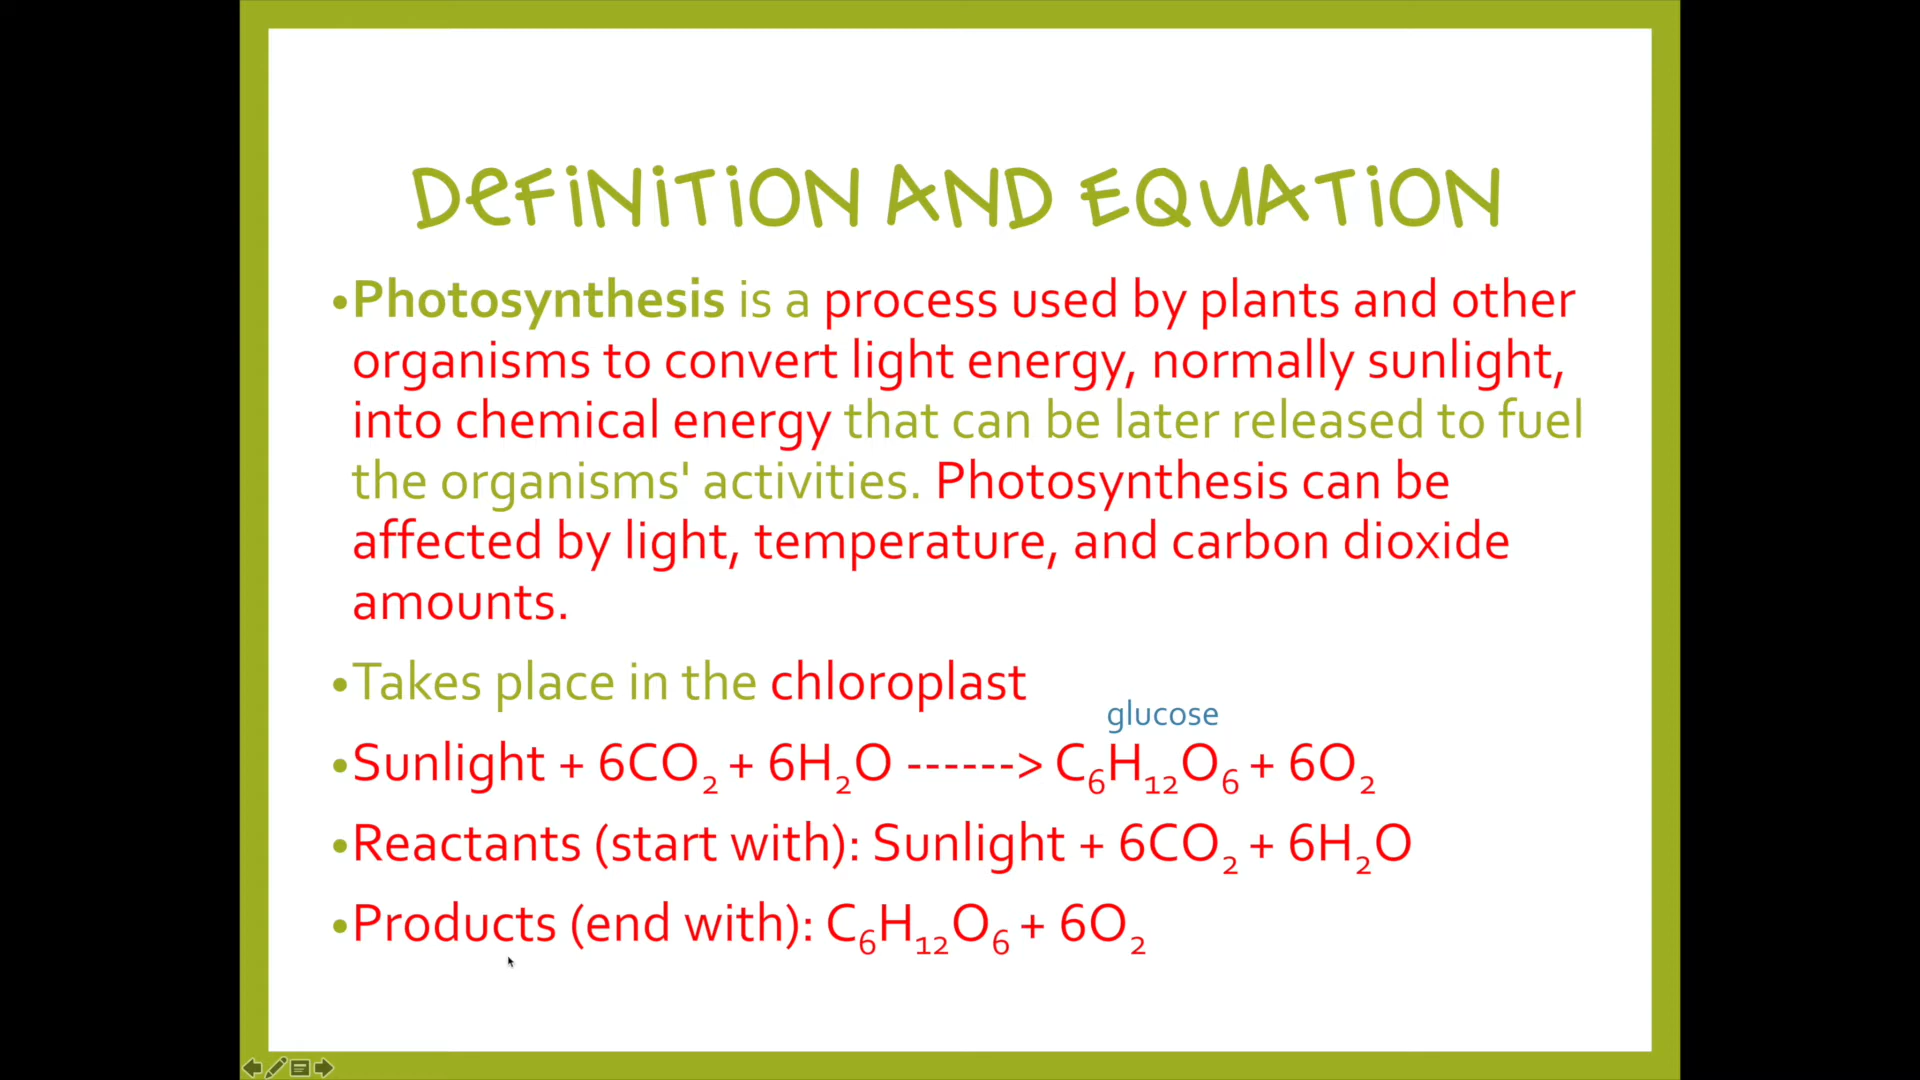 DeFiNiTiON AND EQUATiON
•Photosynthesis is a process used by plants and other
organisms to convert light energy, normally sunlight,
into chemical energy that can be later released to fuel
the organisms' activities. Photosynthesis can be
affected by light, temperature, and carbon dioxide
amounts.
•Takes place in the chloroplast
glucose
•Sunlight + 6CO₂ + 6H₂O ------> C₆H₁₂O₆ + 6O₂
•Reactants (start with): Sunlight + 6CO₂ + 6H₂O
•Products (end with): C₆H₁₂O₆ + 6O₂